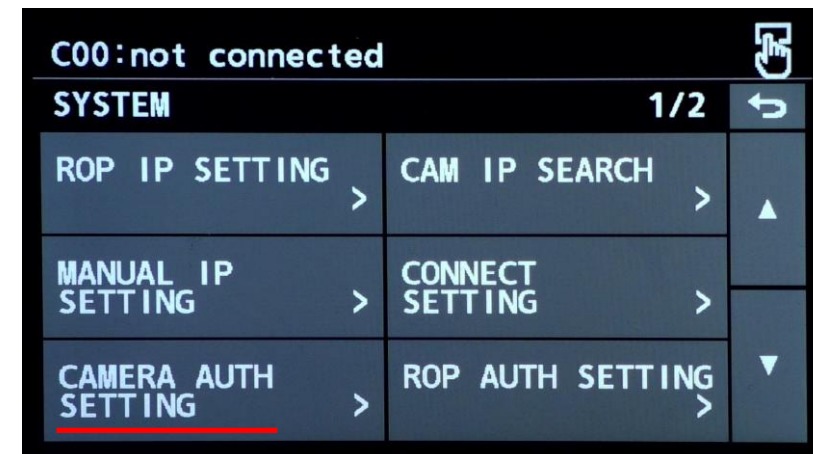 C00:not connected
SYSTEM 1/2
ROP IP SETTING >
CAM IP SEARCH >
MANUAL IP
SETTING >
CONNECT
SETTING >
CAMERA AUTH
SETTING >
ROP AUTH SETTING
>